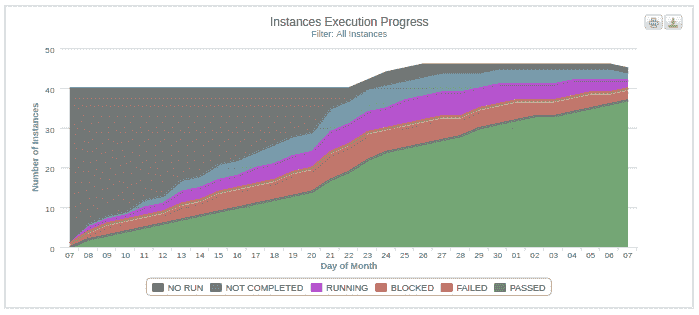 Instances Execution Progress
Filter: All Instances
Number of Instances
50
40
30
20
10
0
07 08 09 10 11 12 13 14 15 16 17 18 19 20 21 22 23 24 25 26 27 28 29 30 01 02 03 04 05 06 07
Day of Month
NO RUN NOT COMPLETED RUNNING BLOCKED FAILED PASSED